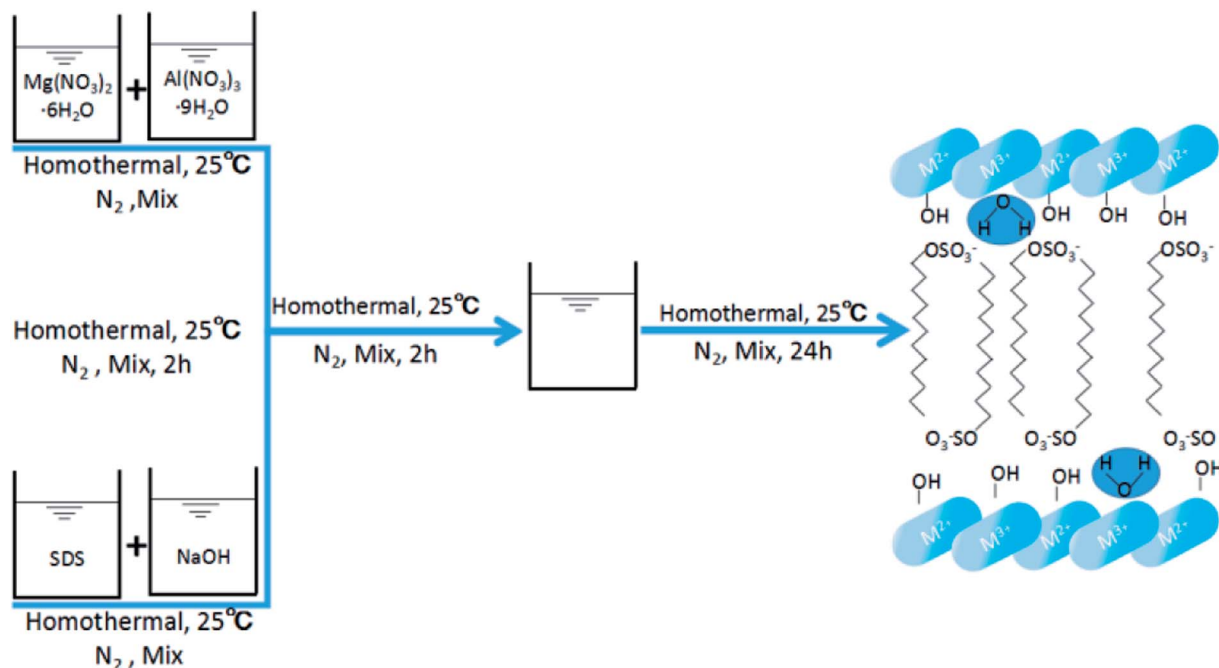 Mg(NO₃)₂
·6H₂O
+
Al(NO₃)₃
·9H₂O
Homothermal, 25℃
N₂ ,Mix
Homothermal, 25℃
N₂ , Mix, 2h
SDS
+
NaOH
Homothermal, 25℃
N₂ , Mix
Homothermal, 25℃
N₂, Mix, 2h
Homothermal, 25℃
N₂, Mix, 24h
M²⁺ M³⁺ M²⁺ M³⁺ M²⁺
OH OH OH OH
O
H H
OSO₃⁻ OSO₃⁻ OSO₃⁻
O₃⁻SO O₃⁻SO O₃⁻SO
H H
O
OH OH OH OH
M²⁺ M³⁺ M²⁺ M³⁺ M²⁺